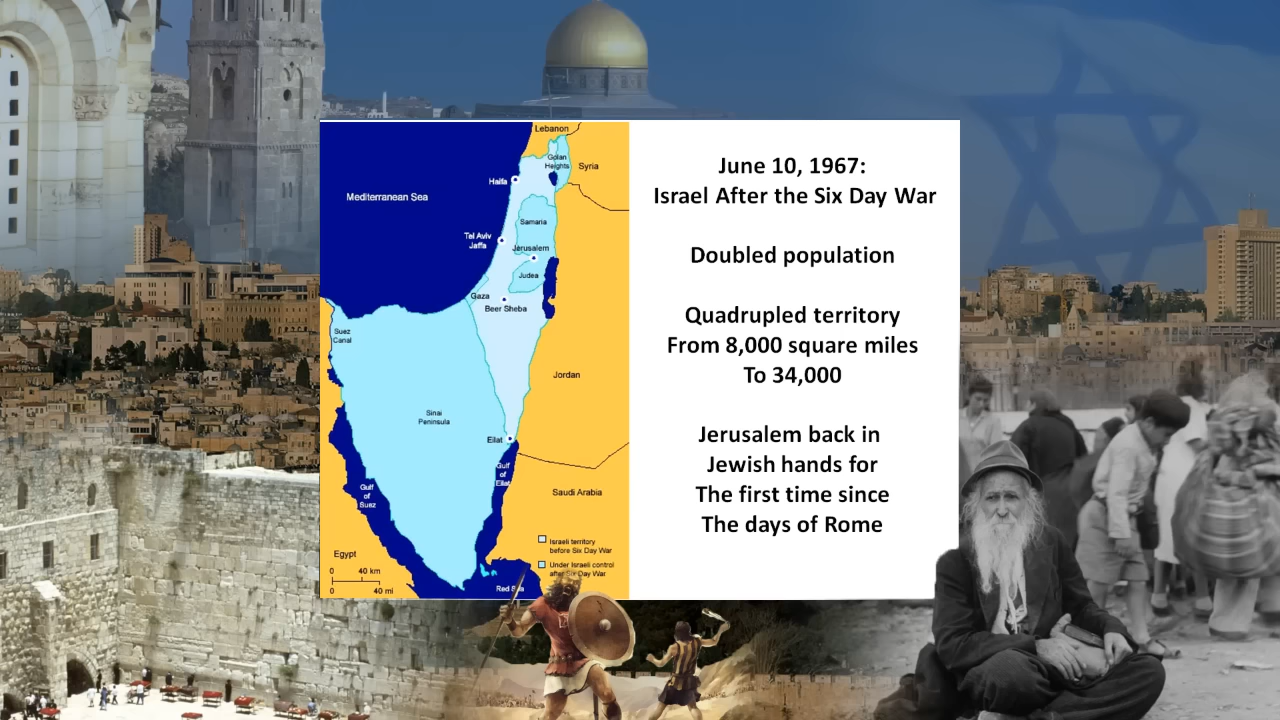 Lebanon
Golan
Heights
Syria
Haifa
Mediterranean Sea
Samaria
Tel Aviv
Jaffa
Jerusalem
Judea
Gaza
Beer Sheba
Suez
Canal
Jordan
Sinai
Peninsula
Eilat
Gulf
of
Eilat
Gulf
of
Suez
Saudi Arabia
Israeli territory
before Six Day War
Under Israeli control
after Six Day War
Egypt
0 40 km
0 40 mi
Red Sea
June 10, 1967:
Israel After the Six Day War
Doubled population
Quadrupled territory
From 8,000 square miles
To 34,000
Jerusalem back in
Jewish hands for
The first time since
The days of Rome